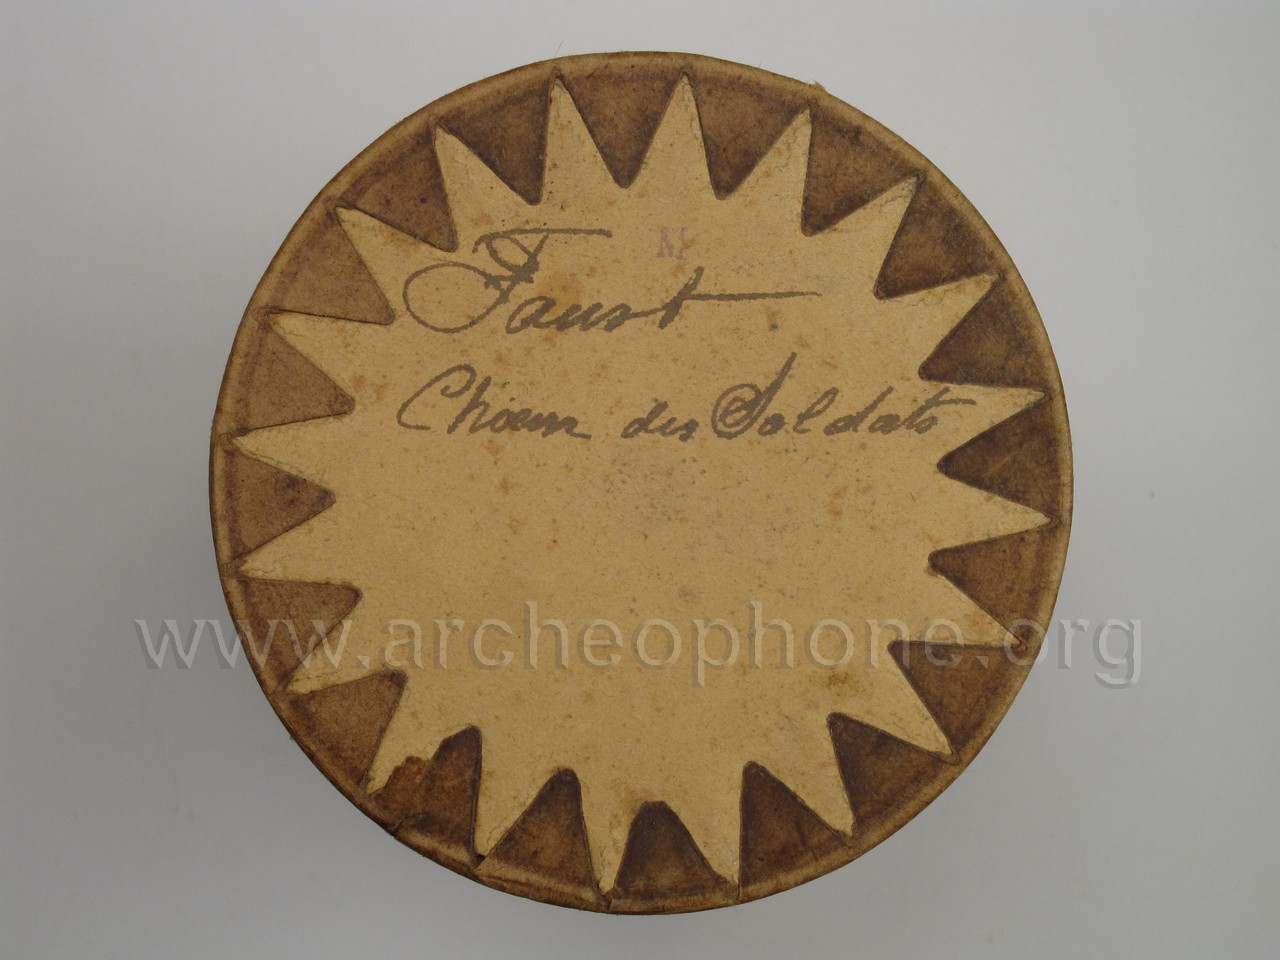 M
Faust
Chœur des Soldats
www.archeophone.org